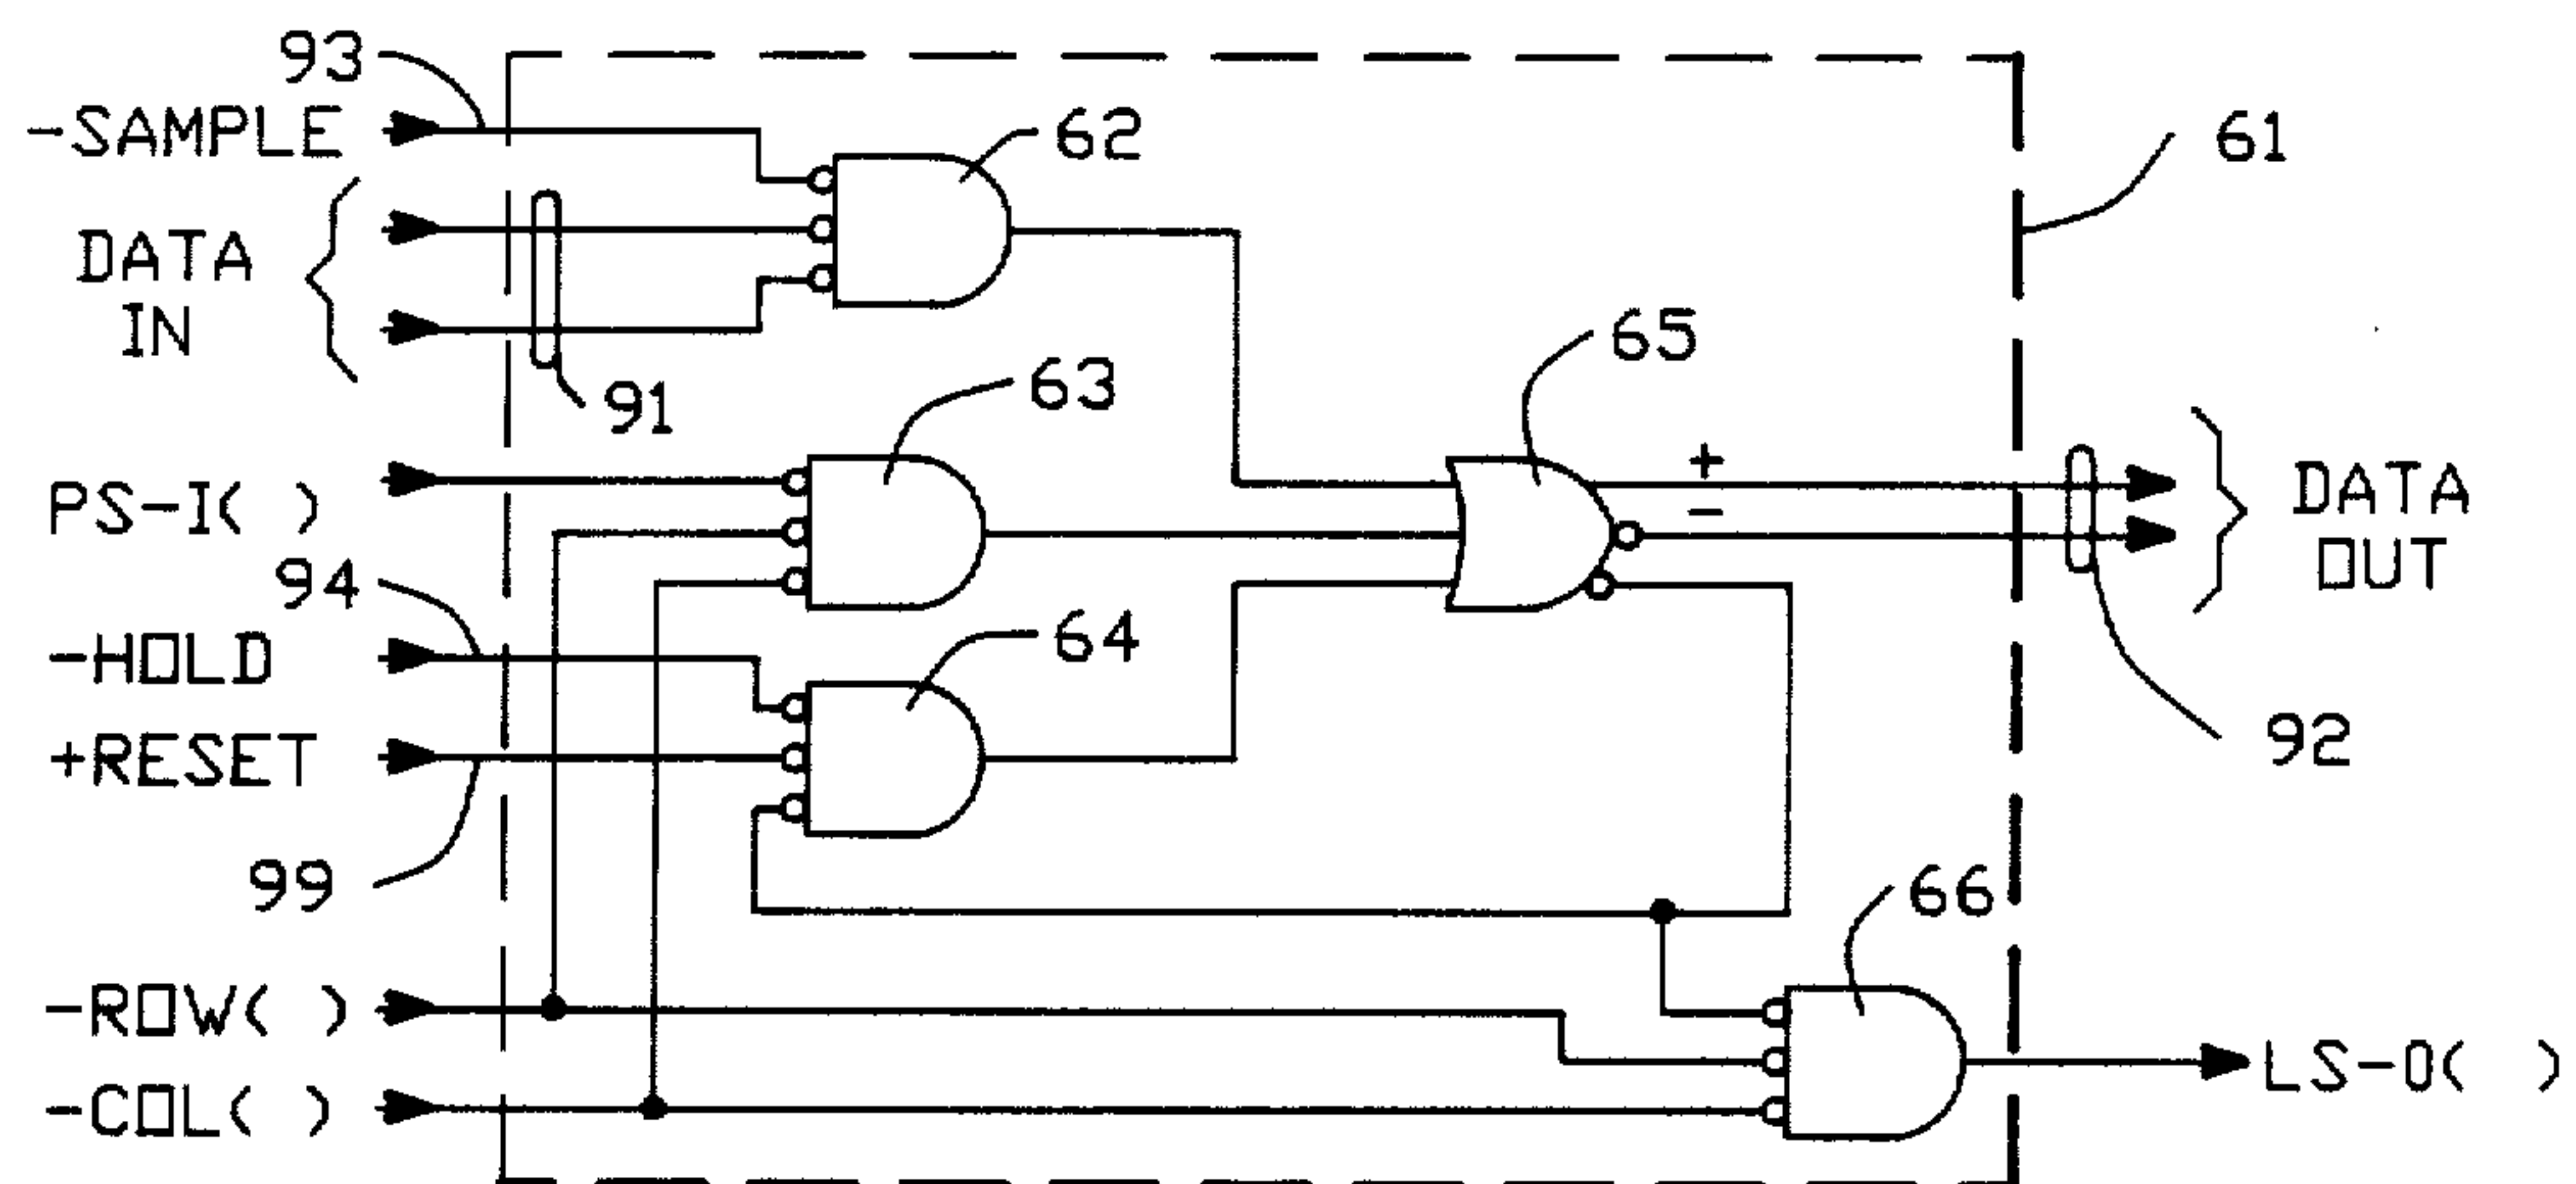 93
-SAMPLE
62
61
DATA
IN
91
65
63
+
-
PS-I( )
DATA
OUT
94
64
-HOLD
+RESET
92
99
66
-ROW( )
-COL( )
LS-0( )